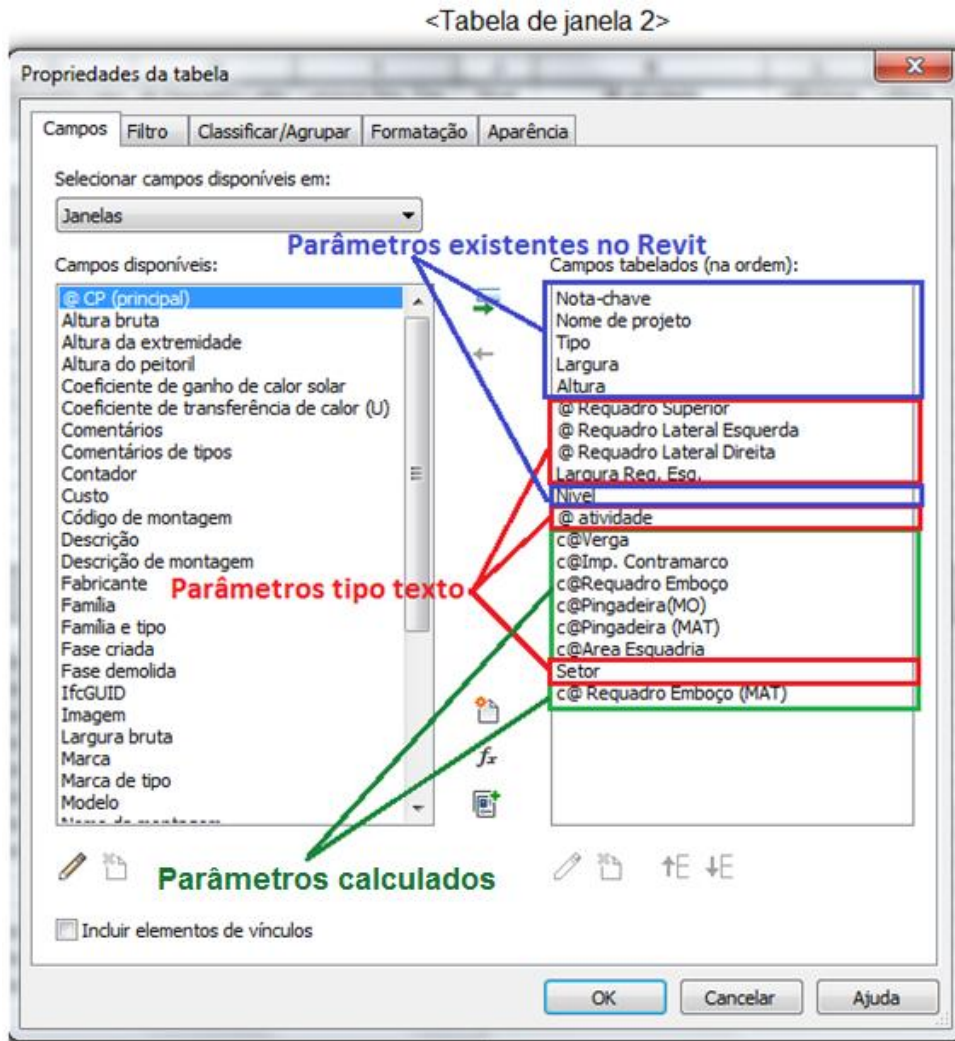 <Tabela de janela 2>
Propriedades da tabela
Campos Filtro Classificar/Agrupar Formatação Aparência
Selecionar campos disponíveis em:
Janelas
Parâmetros existentes no Revit
Campos disponíveis:
@ CP (principal)
Altura bruta
Altura da extremidade
Altura do peitoril
Coeficiente de ganho de calor solar
Coeficiente de transferência de calor (U)
Comentários
Comentários de tipos
Contador
Custo
Código de montagem
Descrição
Descrição de montagem
Fabricante
Família
Família e tipo
Fase criada
Fase demolida
IfcGUID
Imagem
Largura bruta
Marca
Marca de tipo
Modelo
Nome de montagem
Campos tabelados (na ordem):
Nota-chave
Nome de projeto
Tipo
Largura
Altura
@ Requadro Superior
@ Requadro Lateral Esquerda
@ Requadro Lateral Direita
Largura Req. Esq.
Nível
@ atividade
c@Verga
c@Imp. Contramarco
c@Requadro Emboço
c@Pingadeira(MO)
c@Pingadeira (MAT)
c@Area Esquadria
Setor
c@ Requadro Emboço (MAT)
Parâmetros tipo texto
fx
Parâmetros calculados
Incluir elementos de vínculos
OK Cancelar Ajuda